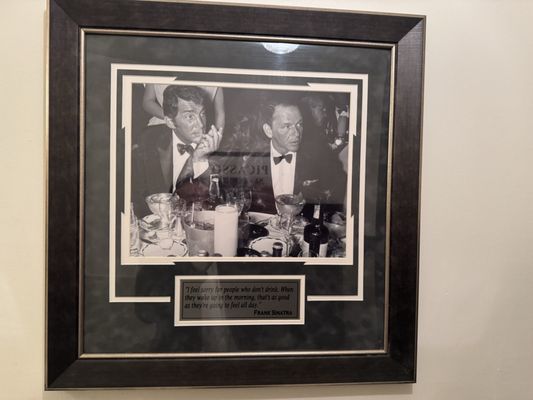 PICASSO
"I feel sorry for people who don't drink. When
they wake up in the morning, that's as good
as they're going to feel all day."
FRANK SINATRA